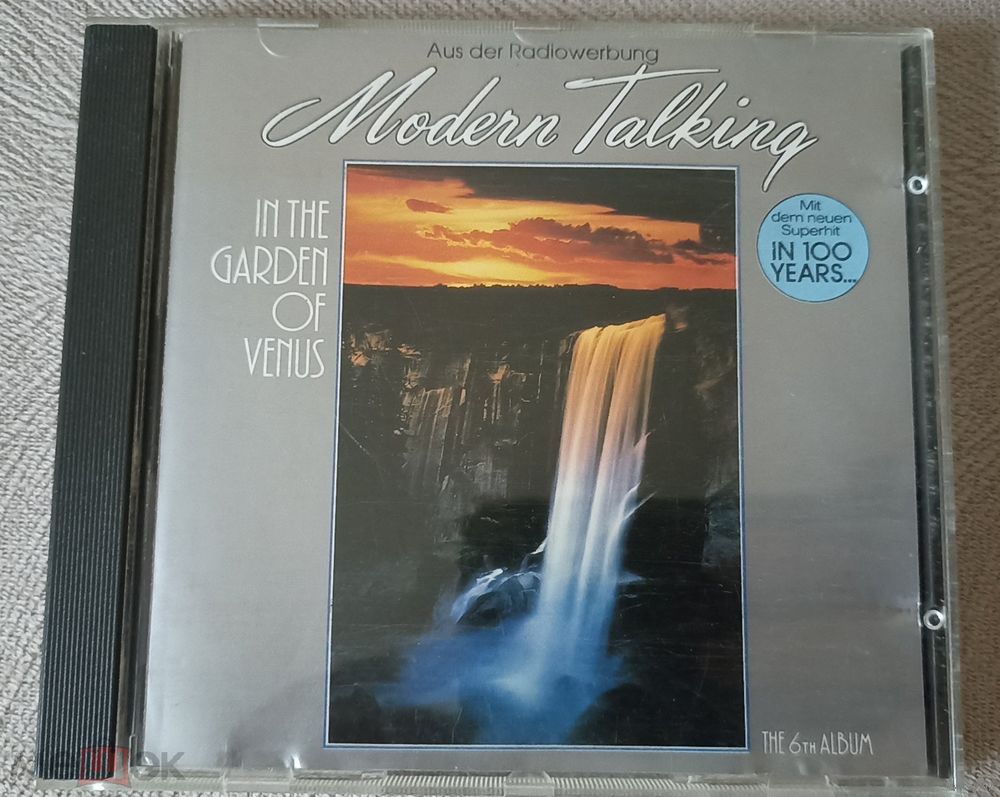 Aus der Radiowerbung
Modern Talking
IN THE
GARDEN
OF
VENUS
Mit
dem neuen
Superhit
IN 100
YEARS...
THE 6TH ALBUM